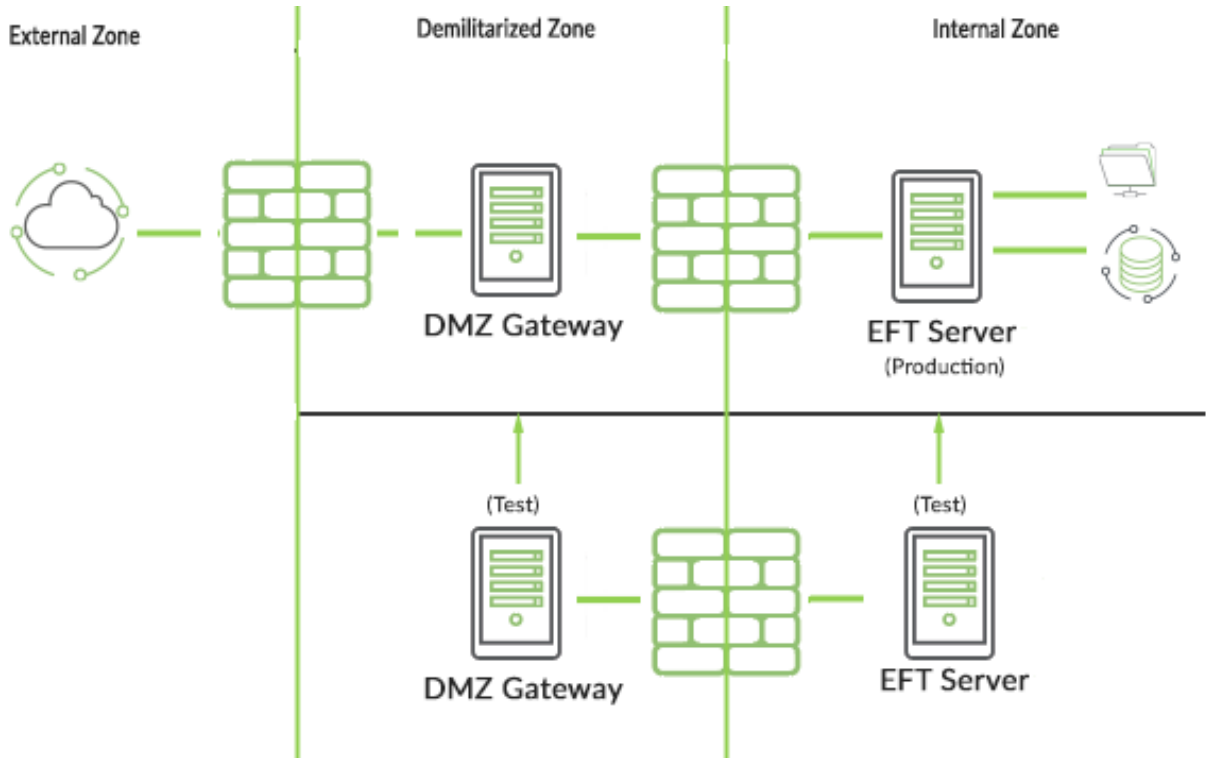 External Zone
Demilitarized Zone
Internal Zone
DMZ Gateway
EFT Server
(Production)
(Test)
(Test)
DMZ Gateway
EFT Server